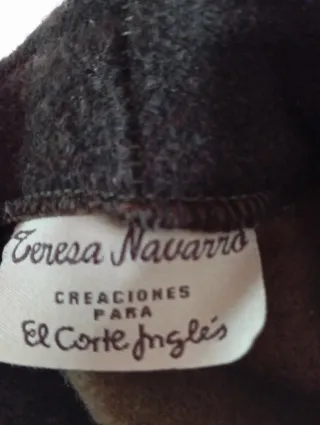 Teresa Navarro
CREACIONES
PARA
El Corte Inglés